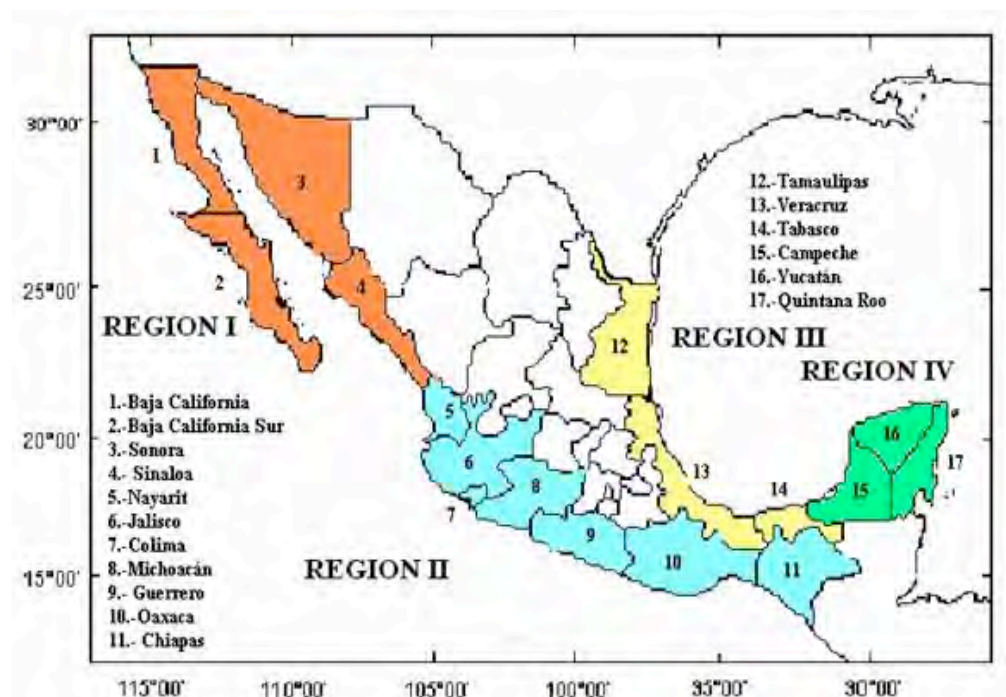 30°00'
25°00'
20°00'
15°00'
1
2
3
4
REGION I
12.-Tamaulipas
13.-Veracruz
14.-Tabasco
15.-Campeche
16.-Yucatán
17.-Quintana Roo
REGION III
REGION IV
12
1.-Baja California
2.-Baja California Sur
3.-Sonora
4.- Sinaloa
5.-Nayarit
6.-Jalisco
7.-Colima
8.-Michoacán
9.- Guerrero
10.-Oaxaca
11.- Chiapas
5
6
7
8
9
10
11
13
14
15
16
17
REGION II
115°00'
110°00'
105°00'
100°00'
95°00'
90°00'